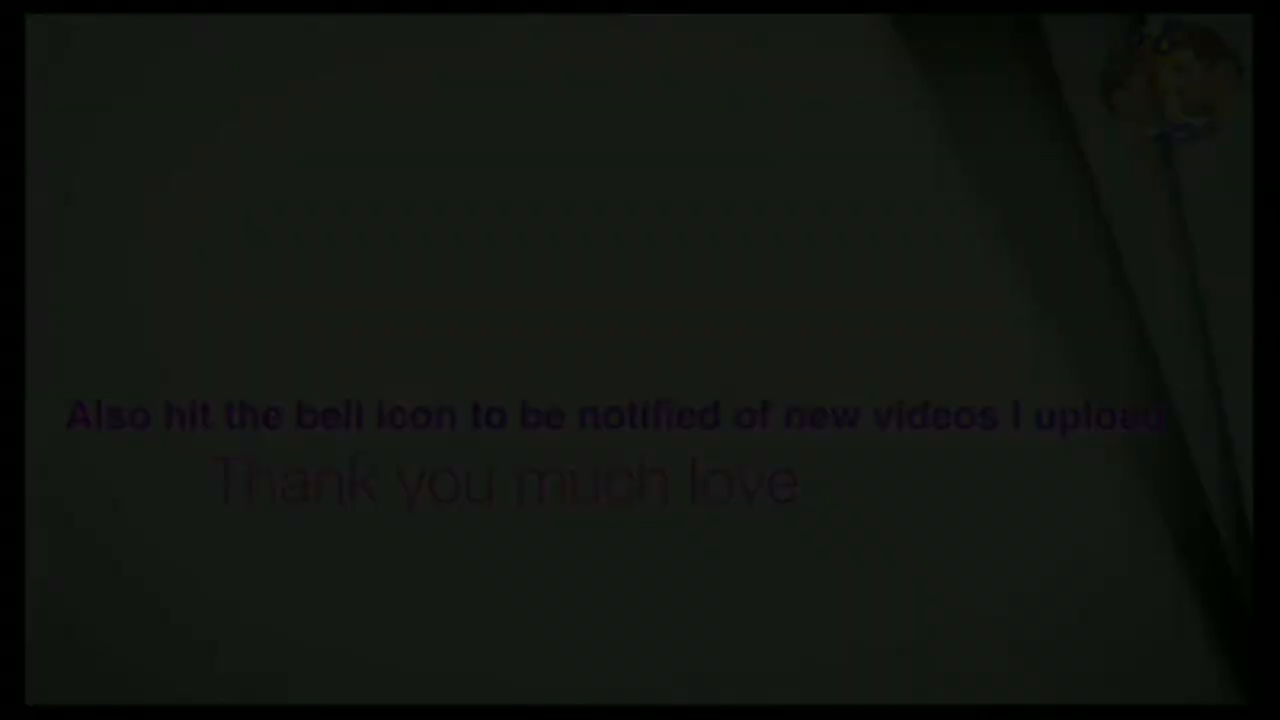 Also hit the bell icon to be notified of new videos I upload
Thank you much love